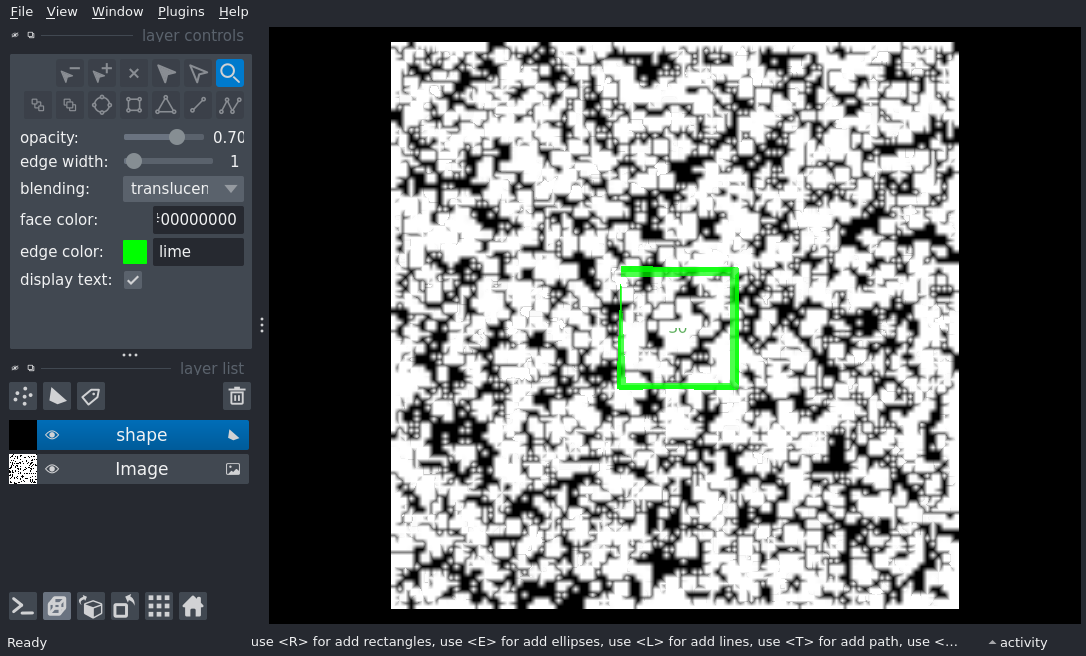 File View Window Plugins Help
layer controls
opacity: 0.70
edge width: 1
blending: translucen
face color: 00000000
edge color: lime
display text:
layer list
shape
Image
Ready
use <R> for add rectangles, use <E> for add ellipses, use <L> for add lines, use <T> for add path, use <...
activity